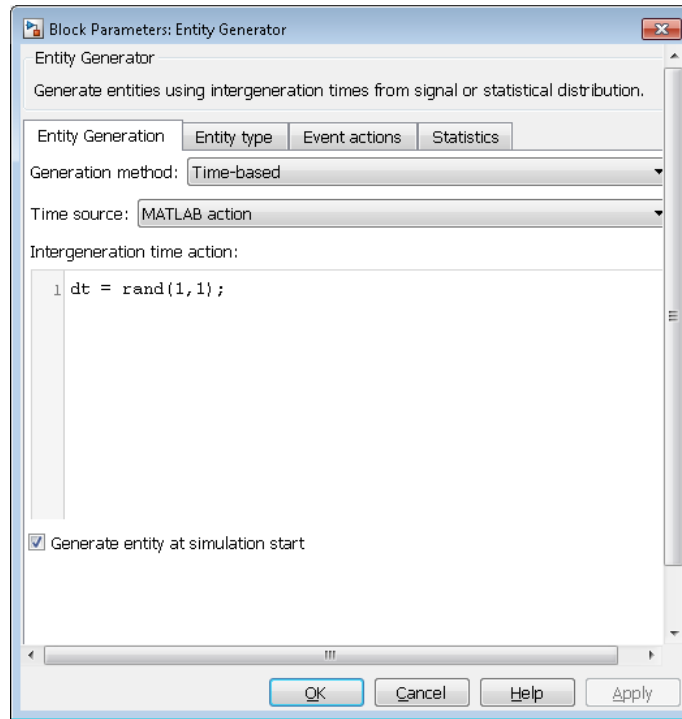 Block Parameters: Entity Generator
Entity Generator
Generate entities using intergeneration times from signal or statistical distribution.
Entity Generation Entity type Event actions Statistics
Generation method: Time-based
Time source: MATLAB action
Intergeneration time action:
1 dt = rand(1,1);
Generate entity at simulation start
OK Cancel Help Apply